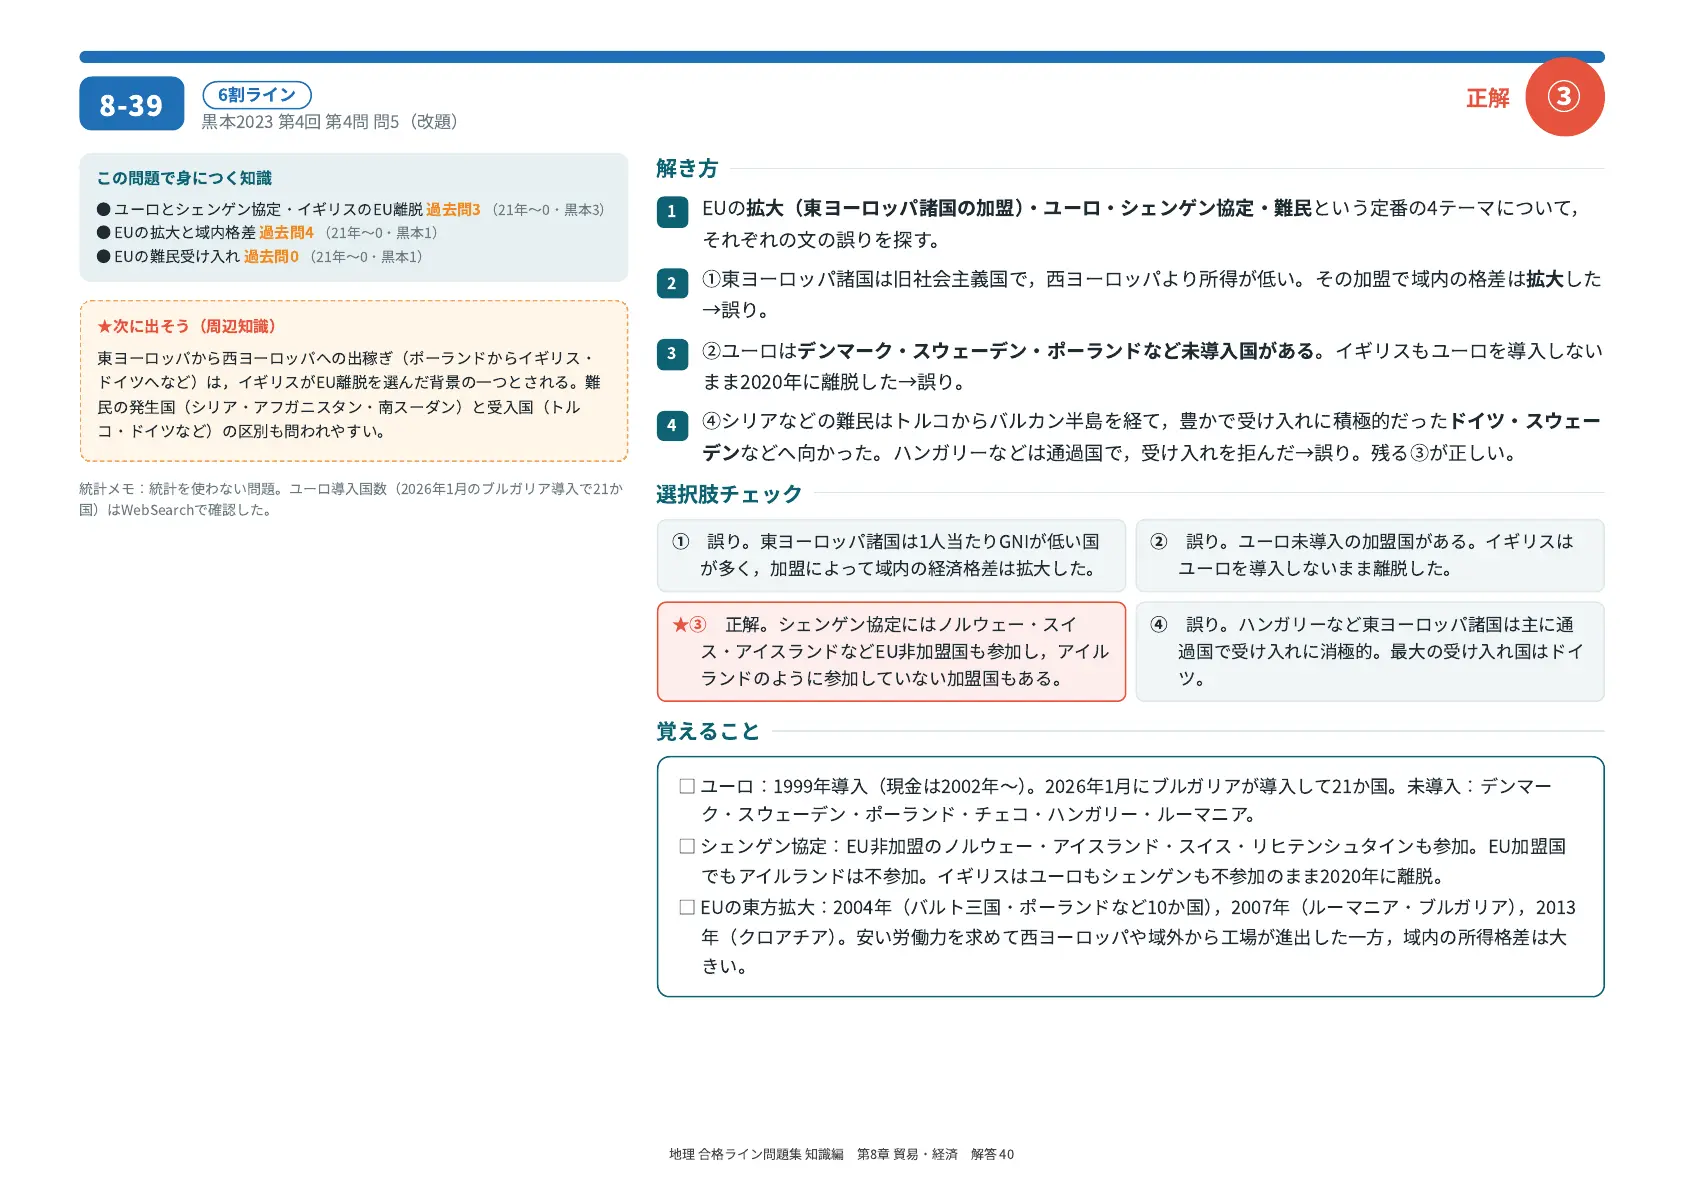 8-39
6割ライン
黒本2023 第4回 第4問 問5（改題）
正解 ③
この問題で身につく知識
● ユーロとシェンゲン協定・イギリスのEU離脱 過去問3 （21年〜0・黒本3）
● EUの拡大と域内格差 過去問4 （21年〜0・黒本1）
● EUの難民受け入れ 過去問0 （21年〜0・黒本1）
★次に出そう（周辺知識）
東ヨーロッパから西ヨーロッパへの出稼ぎ（ポーランドからイギリス・
ドイツへなど）は，イギリスがEU離脱を選んだ背景の一つとされる。難
民の発生国（シリア・アフガニスタン・南スーダン）と受入国（トル
コ・ドイツなど）の区別も問われやすい。
統計メモ：統計を使わない問題。ユーロ導入国数（2026年1月のブルガリア導入で21か
国）はWebSearchで確認した。
解き方
1 EUの拡大（東ヨーロッパ諸国の加盟）・ユーロ・シェンゲン協定・難民という定番の4テーマについて，
それぞれの文の誤りを探す。
2 ①東ヨーロッパ諸国は旧社会主義国で，西ヨーロッパより所得が低い。その加盟で域内の格差は拡大した
→誤り。
3 ②ユーロはデンマーク・スウェーデン・ポーランドなど未導入国がある。イギリスもユーロを導入しない
まま2020年に離脱した→誤り。
4 ④シリアなどの難民はトルコからバルカン半島を経て，豊かで受け入れに積極的だったドイツ・スウェー
デンなどへ向かった。ハンガリーなどは通過国で，受け入れを拒んだ→誤り。残る③が正しい。
選択肢チェック
① 誤り。東ヨーロッパ諸国は1人当たりGNIが低い国
が多く，加盟によって域内の経済格差は拡大した。
② 誤り。ユーロ未導入の加盟国がある。イギリスは
ユーロを導入しないまま離脱した。
★③ 正解。シェンゲン協定にはノルウェー・スイ
ス・アイスランドなどEU非加盟国も参加し，アイル
ランドのように参加していない加盟国もある。
④ 誤り。ハンガリーなど東ヨーロッパ諸国は主に通
過国で受け入れに消極的。最大の受け入れ国はドイ
ツ。
覚えること
□ ユーロ：1999年導入（現金は2002年〜）。2026年1月にブルガリアが導入して21か国。未導入：デンマー
ク・スウェーデン・ポーランド・チェコ・ハンガリー・ルーマニア。
□ シェンゲン協定：EU非加盟のノルウェー・アイスランド・スイス・リヒテンシュタインも参加。EU加盟国
でもアイルランドは不参加。イギリスはユーロもシェンゲンも不参加のまま2020年に離脱。
□ EUの東方拡大：2004年（バルト三国・ポーランドなど10か国），2007年（ルーマニア・ブルガリア），2013
年（クロアチア）。安い労働力を求めて西ヨーロッパや域外から工場が進出した一方，域内の所得格差は大
きい。
地理 合格ライン問題集 知識編 第8章 貿易・経済 解答 40